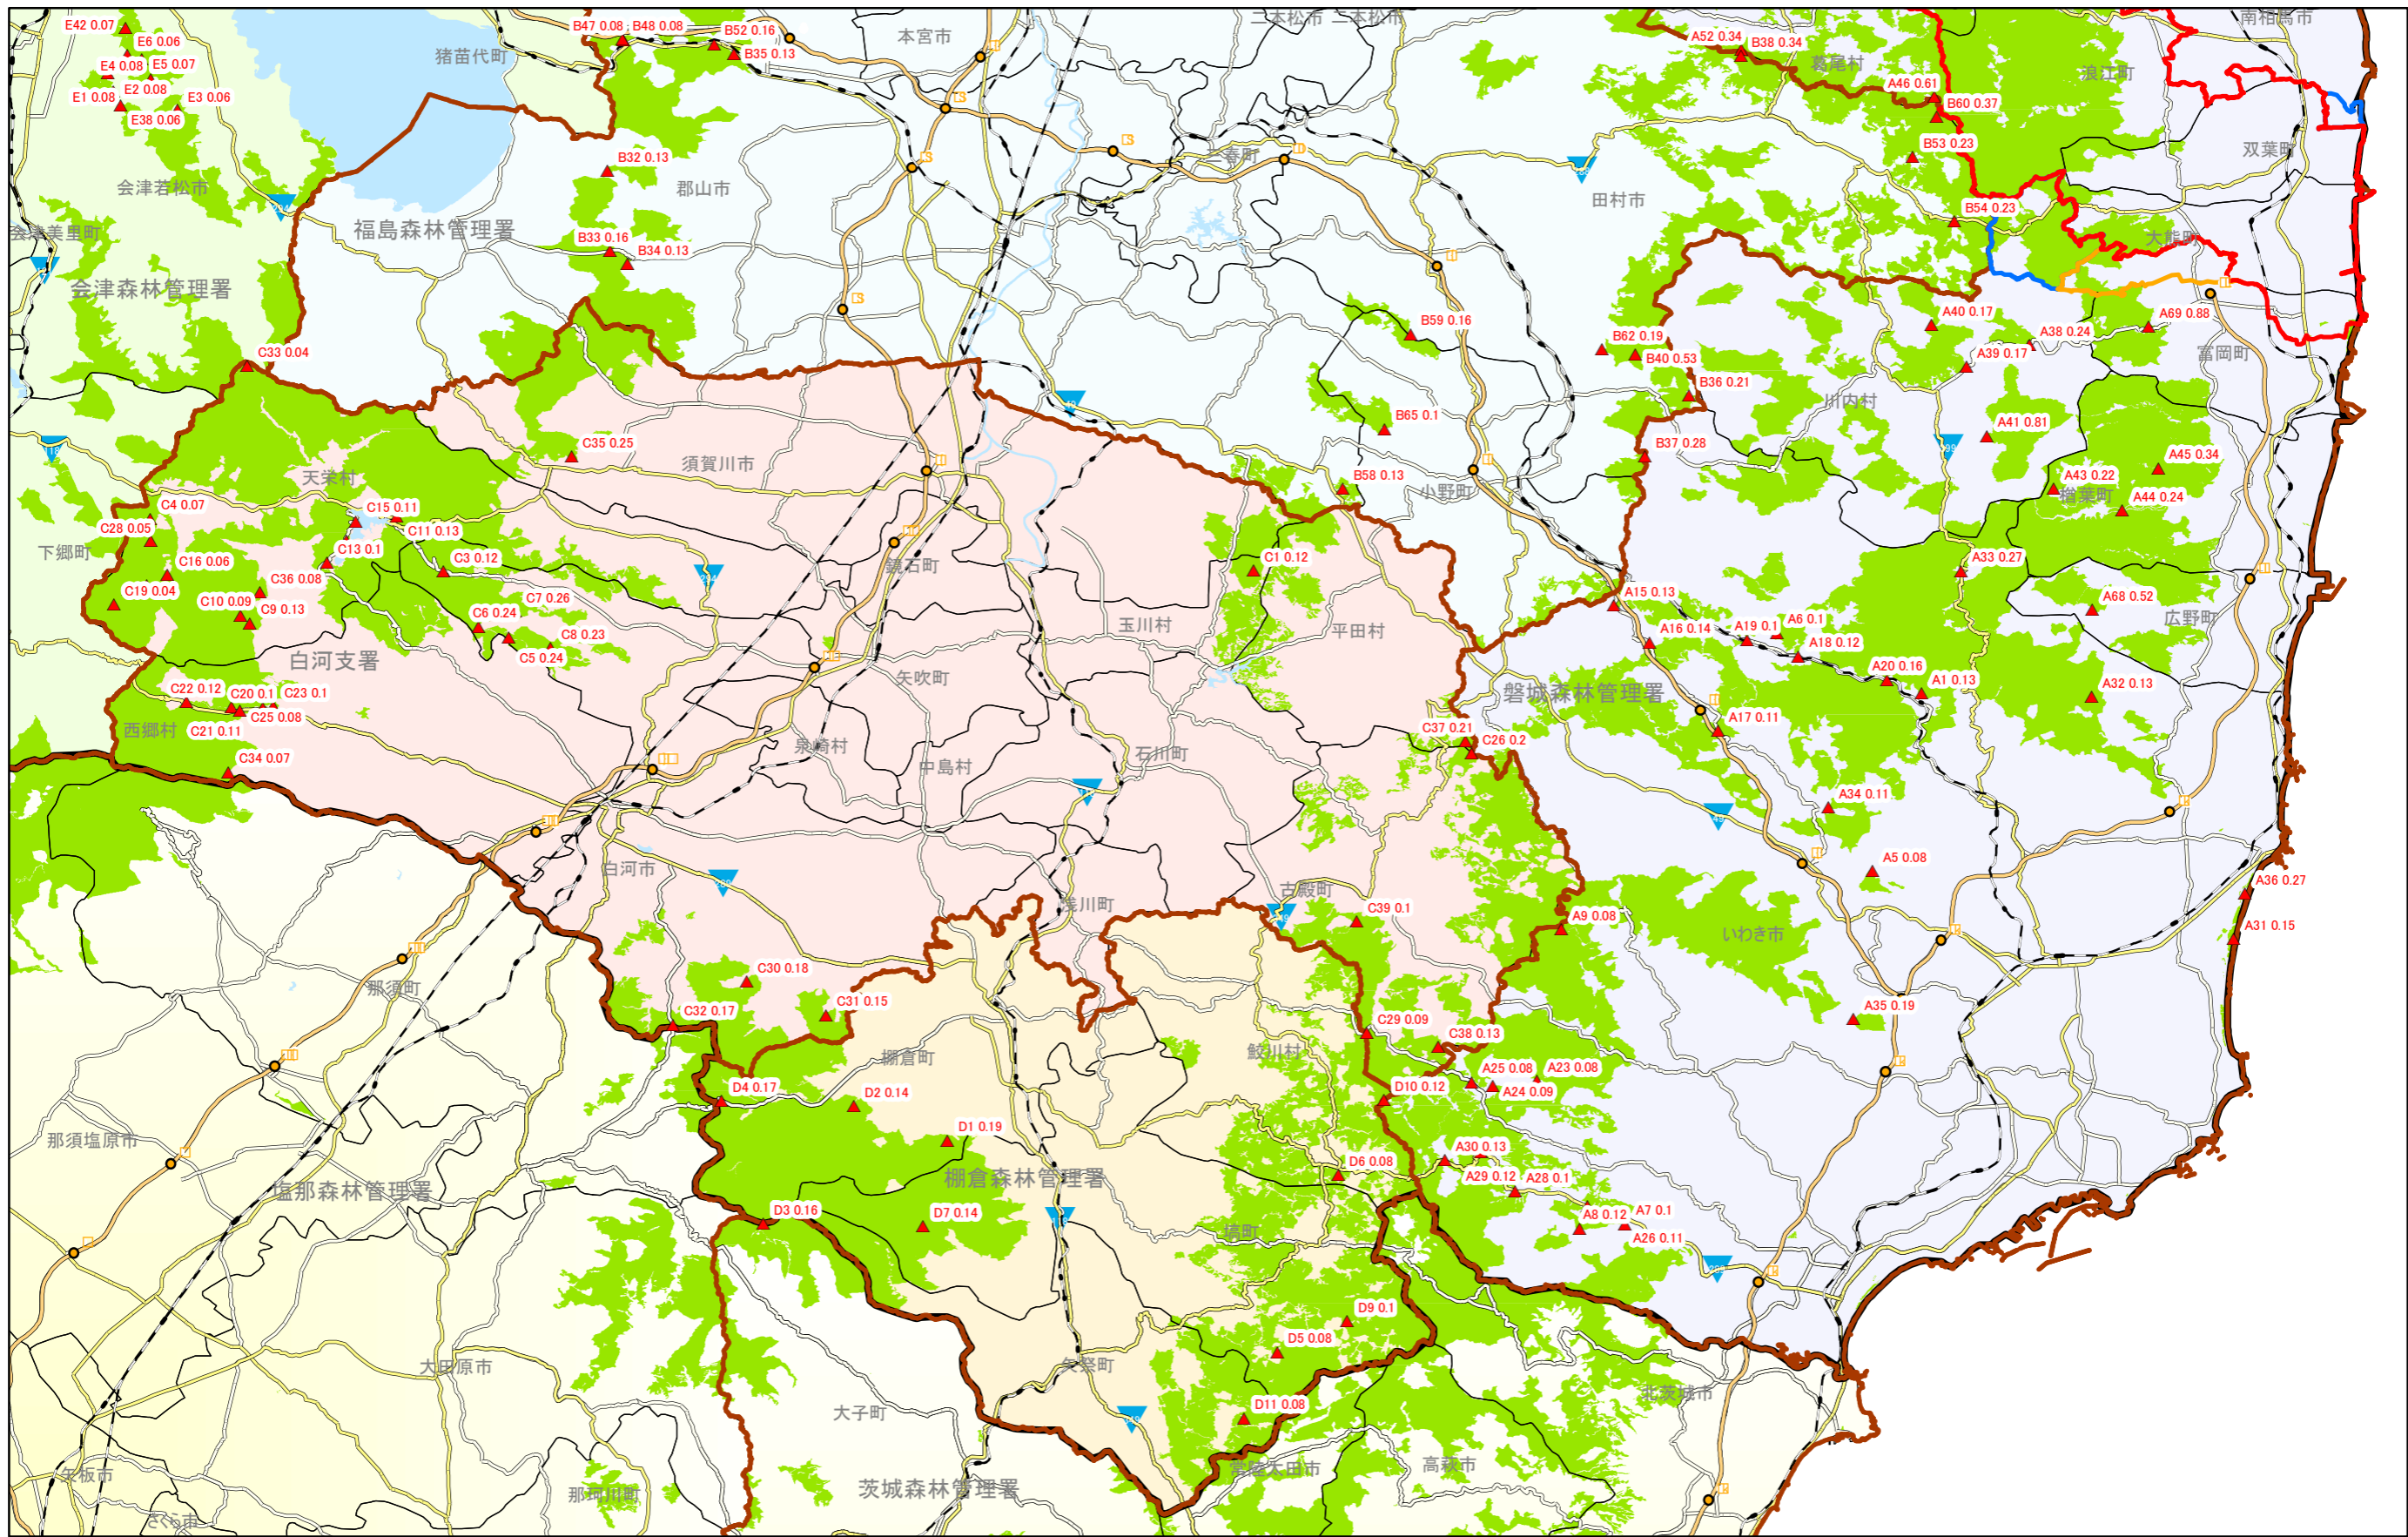 E42 0.07
E6 0.06
E4 0.08
E5 0.07
E2 0.08
E1 0.08
E3 0.06
E38 0.06
猪苗代町
B47 0.08
B48 0.08
B52 0.16
B35 0.13
本宮市
二本松市
二本松市
A52 0.34
B38 0.34
葛尾村
南相馬市
浪江町
A46 0.61
B60 0.37
B53 0.23
双葉町
会津若松市
B32 0.13
郡山市
三春町
田村市
B54 0.23
大熊町
会津美里町
福島森林管理署
B33 0.16
B34 0.13
会津森林管理署
B59 0.16
B62 0.19
B40 0.53
B36 0.21
A40 0.17
A38 0.24
A69 0.88
A39 0.17
富岡町
C33 0.04
118
49
B65 0.1
川内村
A41 0.81
C35 0.25
須賀川市
B37 0.28
A45 0.34
天栄村
B58 0.13
小野町
A43 0.22
楢葉町
A44 0.24
C4 0.07
C15 0.11
C28 0.05
C11 0.13
下郷町
C13 0.1
C16 0.06
C3 0.12
鏡石町
C1 0.12
A33 0.27
C36 0.08
294
C19 0.04
C10 0.09
C9 0.13
C7 0.26
C6 0.24
C8 0.23
C5 0.24
玉川村
平田村
A15 0.13
A16 0.14
A19 0.1
A6 0.1
A18 0.12
A68 0.52
広野町
白河支署
矢吹町
磐城森林管理署
A20 0.16
A1 0.13
A32 0.13
C22 0.12
C20 0.1
C23 0.1
C25 0.08
C21 0.11
西郷村
C34 0.07
泉崎村
中島村
石川町
C37 0.21
C26 0.2
A17 0.11
A34 0.11
49
白河市
A5 0.08
古殿町
浅川町
A36 0.27
C39 0.1
A9 0.08
いわき市
A31 0.15
那須町
C30 0.18
C31 0.15
A35 0.19
C32 0.17
C29 0.09
C38 0.13
棚倉町
鮫川村
D4 0.17
D2 0.14
D10 0.12
A25 0.08
A23 0.08
A24 0.09
那須塩原市
D1 0.19
塩那森林管理署
棚倉森林管理署
D6 0.08
A30 0.13
A29 0.12
A28 0.1
D3 0.16
D7 0.14
塙町
A8 0.12
A7 0.1
A26 0.11
D9 0.1
D5 0.08
大田原市
矢祭町
大子町
D11 0.08
北茨城市
矢板市
那珂川町
茨城森林管理署
常陸太田市
高萩市
さくら市